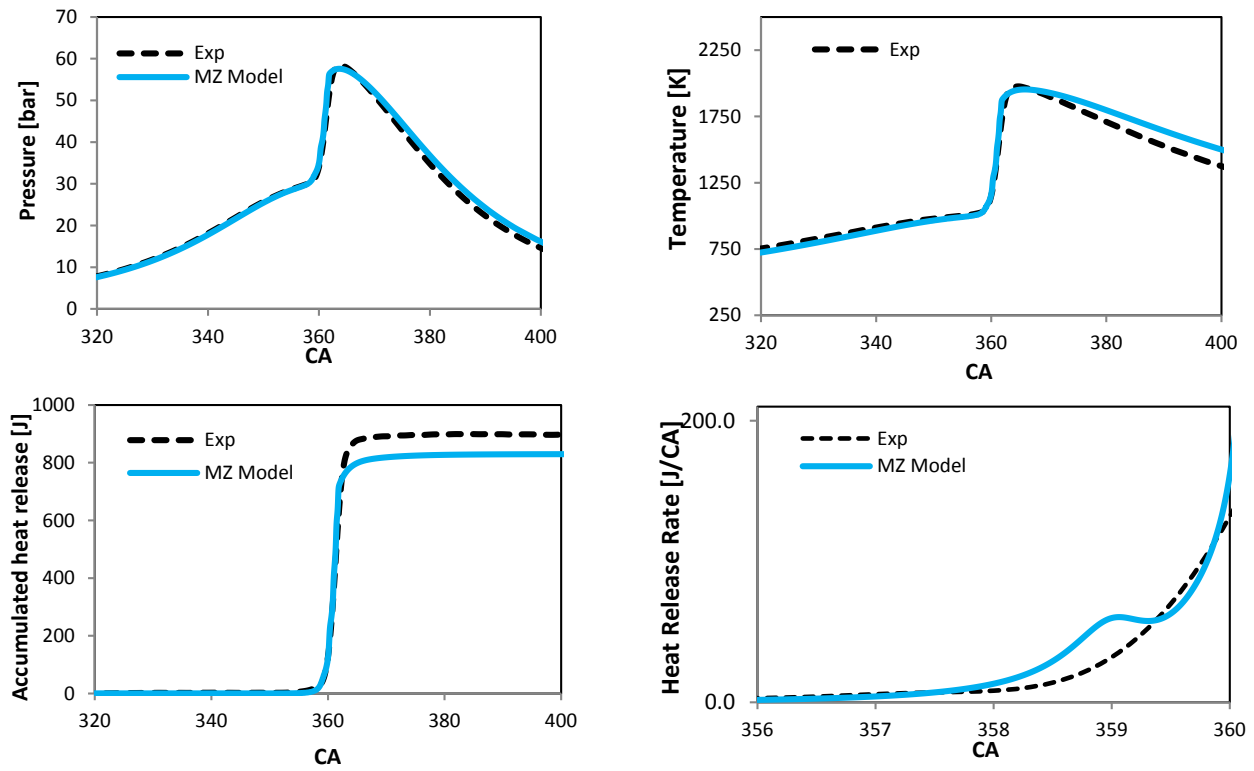 70
60
50
40
30
20
10
0
Pressure [bar]
Exp
MZ Model
320
340
360
380
400
CA
2250
1750
1250
750
250
Temperature [K]
Exp
320
340
360
380
400
CA
1000
800
600
400
200
0
Accumulated heat release [J]
Exp
MZ Model
320
340
360
380
400
CA
200.0
0.0
Heat Release Rate [J/CA]
Exp
MZ Model
356
357
358
359
360
CA